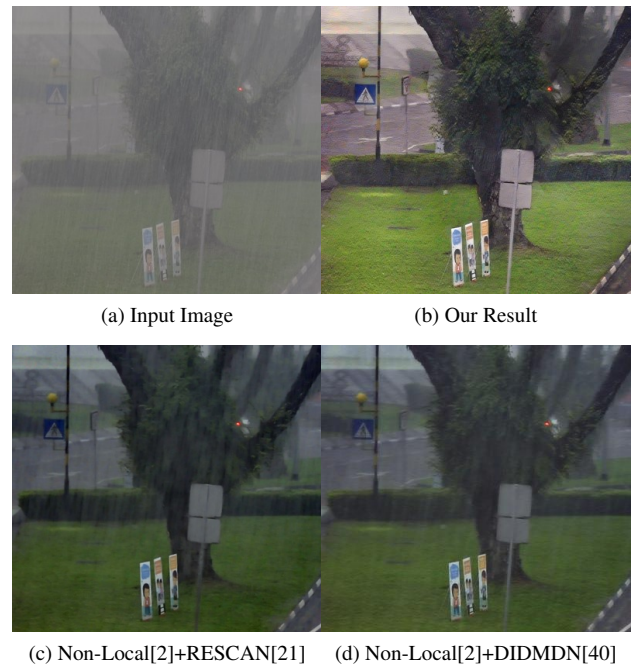 (a) Input Image
(b) Our Result
(c) Non-Local[2]+RESCAN[21]
(d) Non-Local[2]+DIDMDN[40]